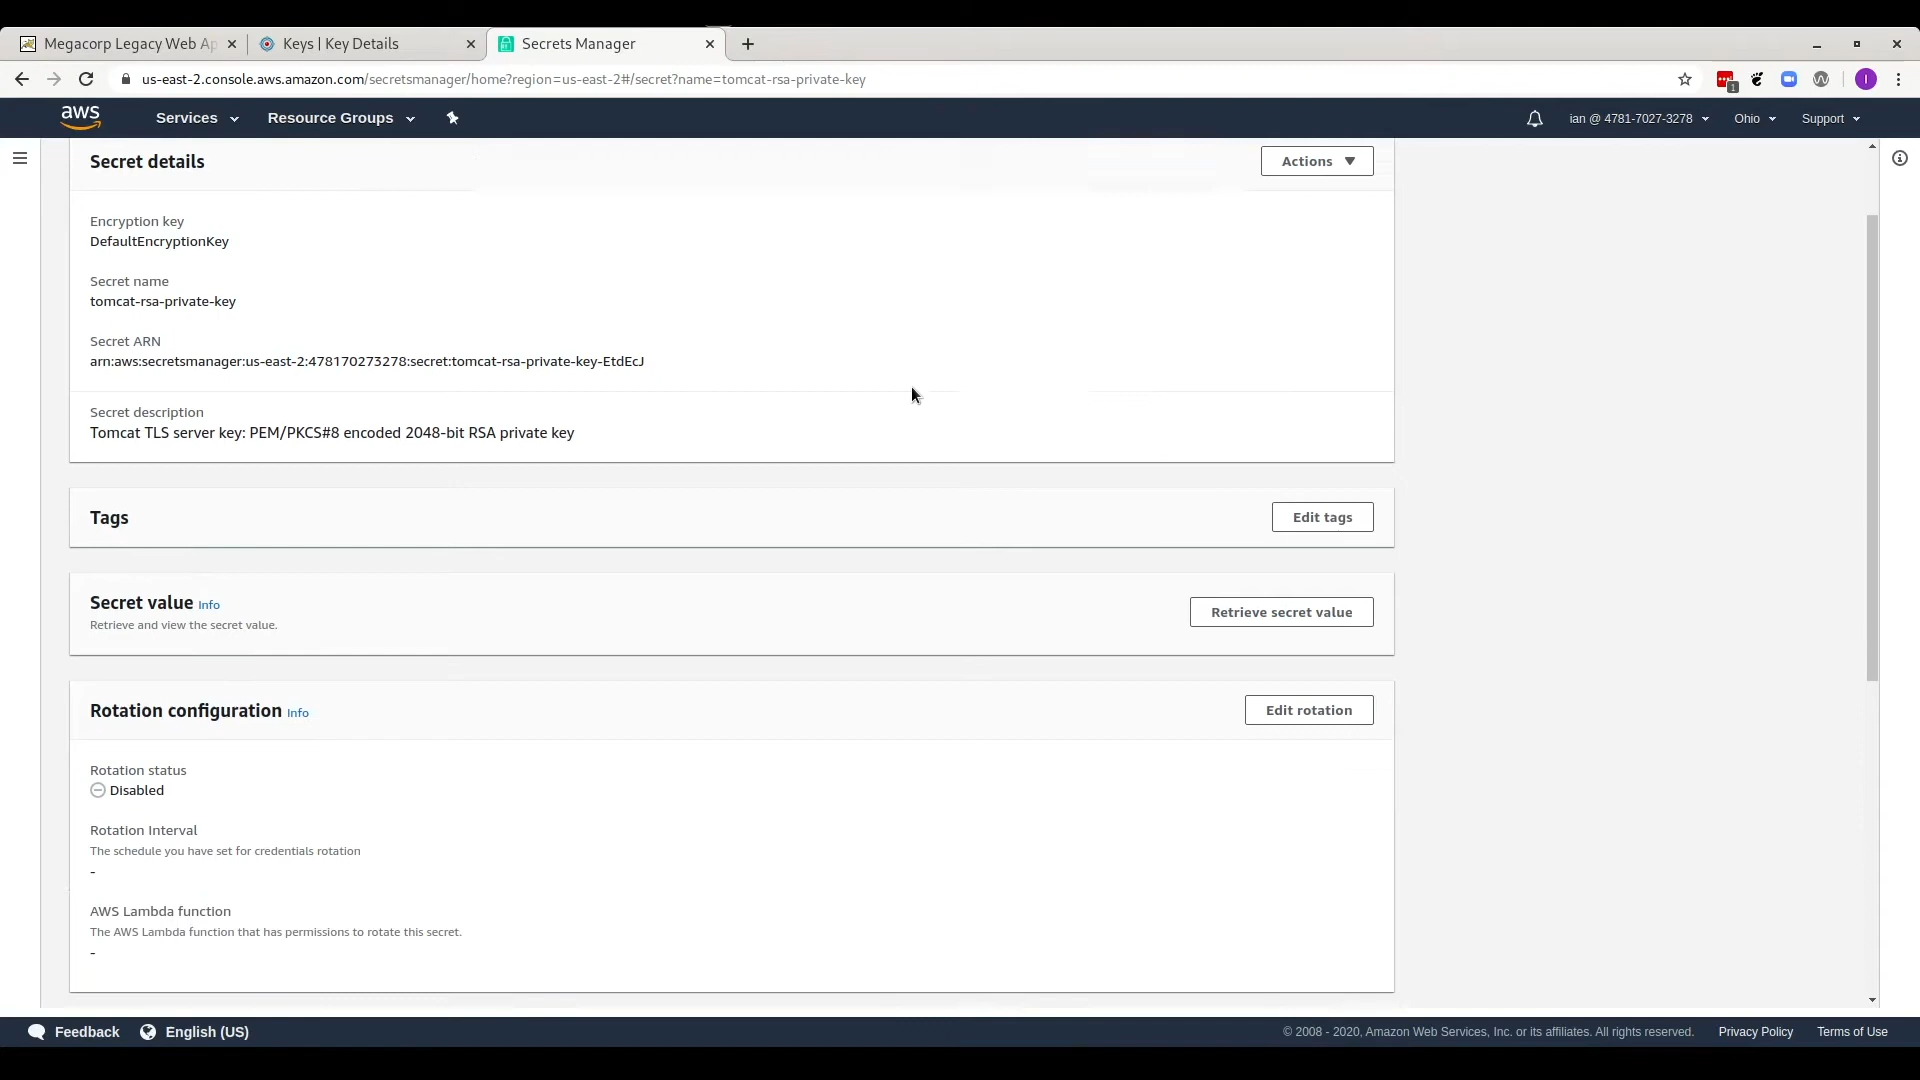 Megacorp Legacy Web Ap
Keys | Key Details
Secrets Manager
us-east-2.console.aws.amazon.com/secretsmanager/home?region=us-east-2#/secret?name=tomcat-rsa-private-key
1
I
aws
Services
Resource Groups
ian @ 4781-7027-3278
Ohio
Support
Secret details
Actions
Encryption key
DefaultEncryptionKey
Secret name
tomcat-rsa-private-key
Secret ARN
arn:aws:secretsmanager:us-east-2:478170273278:secret:tomcat-rsa-private-key-EtdEcJ
Secret description
Tomcat TLS server key: PEM/PKCS#8 encoded 2048-bit RSA private key
Tags
Edit tags
Secret value Info
Retrieve and view the secret value.
Retrieve secret value
Rotation configuration Info
Edit rotation
Rotation status
Disabled
Rotation Interval
The schedule you have set for credentials rotation
-
AWS Lambda function
The AWS Lambda function that has permissions to rotate this secret.
-
Feedback
English (US)
© 2008 - 2020, Amazon Web Services, Inc. or its affiliates. All rights reserved.
Privacy Policy
Terms of Use